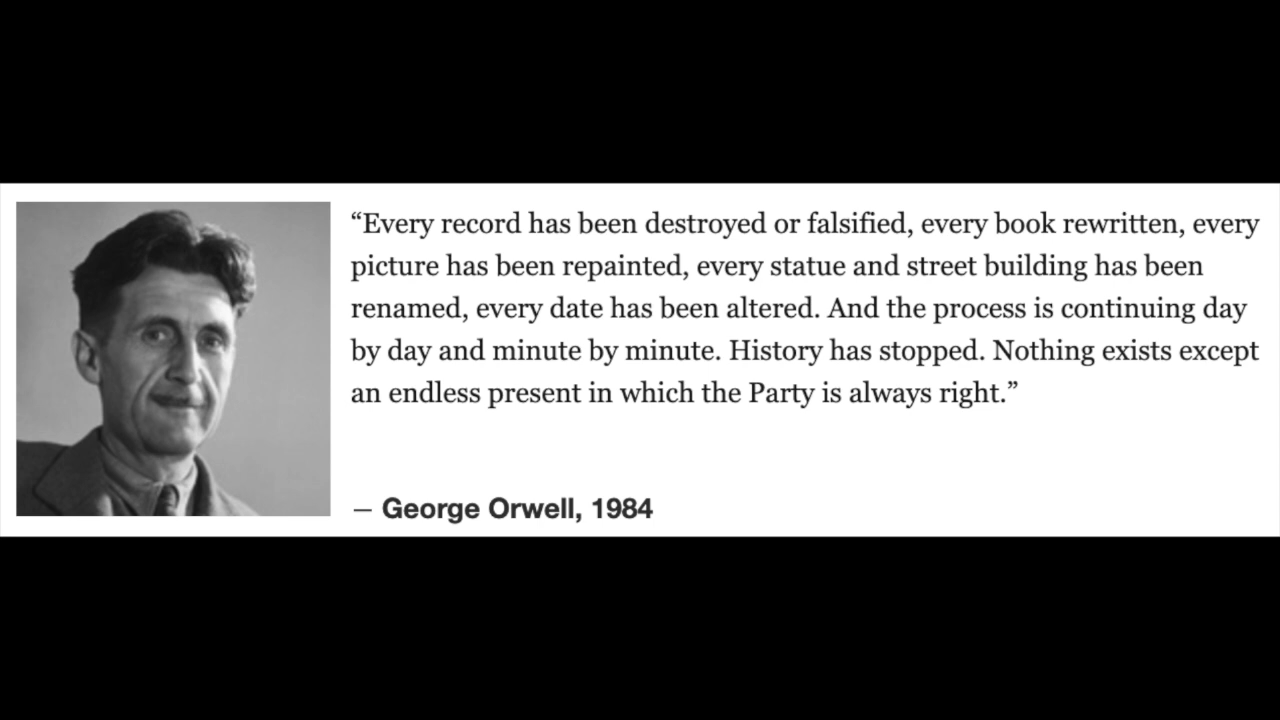 “Every record has been destroyed or falsified, every book rewritten, every
picture has been repainted, every statue and street building has been
renamed, every date has been altered. And the process is continuing day
by day and minute by minute. History has stopped. Nothing exists except
an endless present in which the Party is always right.”
— George Orwell, 1984